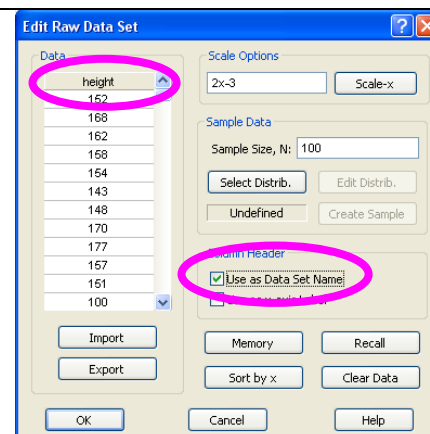 Edit Raw Data Set
Data
height
152
168
162
158
154
143
148
170
177
157
151
100
Import
Export
Scale Options
2x-3
Scale-x
Sample Data
Sample Size, N: 100
Select Distrib.
Edit Distrib.
Undefined
Create Sample
Column Header
Use as Data Set Name
Memory
Recall
Sort by x
Clear Data
OK
Cancel
Help